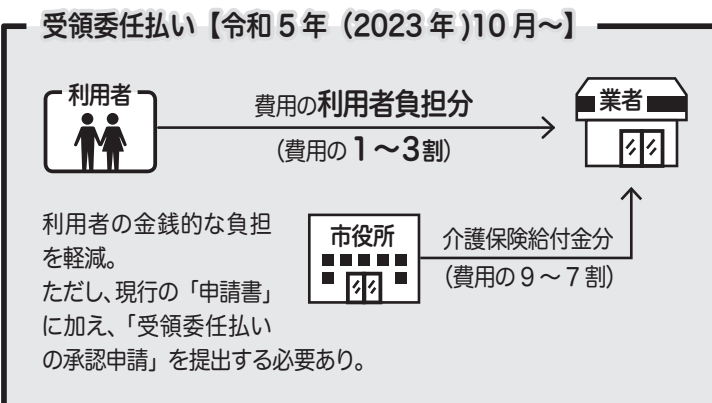 受領委任払い【令和5年（2023年)10月～】
利用者
費用の利用者負担分
（費用の1～3割）
業者
利用者の金銭的な負担
を軽減。
ただし、現行の「申請書」
に加え、「受領委任払い
の承認申請」を提出する必要あり。
市役所
介護保険給付金分
（費用の9～7割）